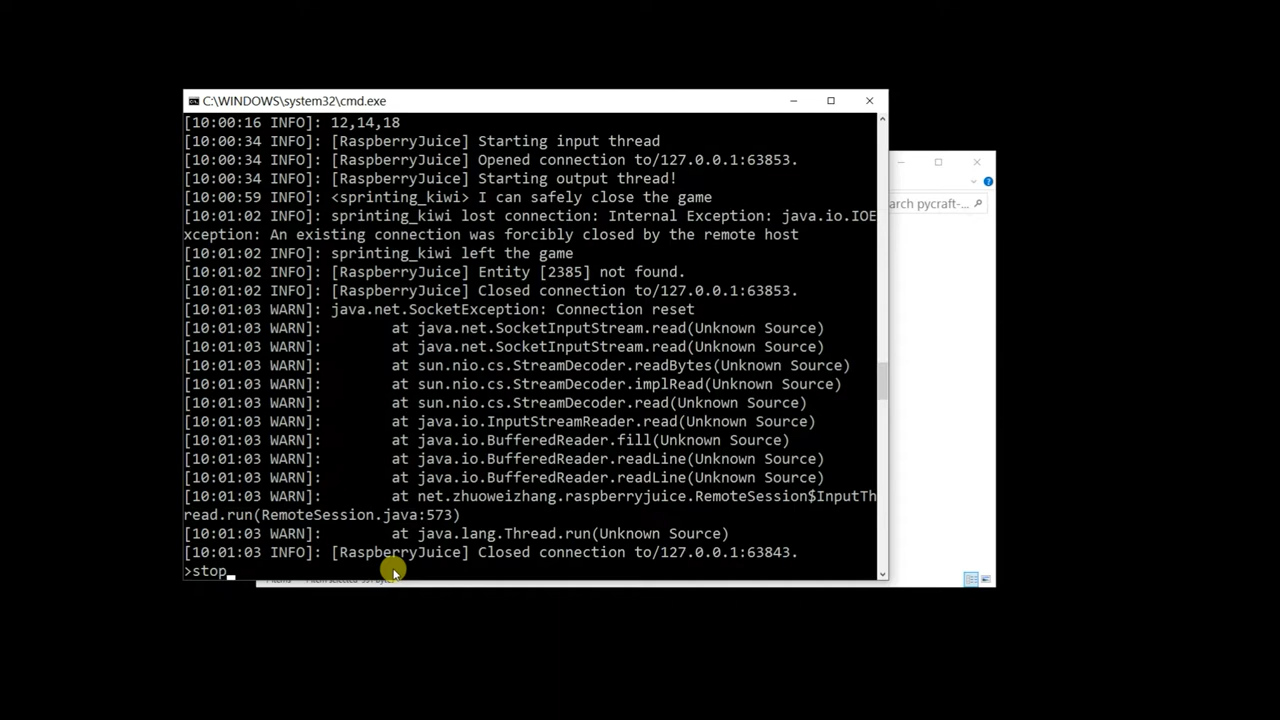 C:\WINDOWS\system32\cmd.exe
[10:00:16 INFO]: 12,14,18
[10:00:34 INFO]: [RaspberryJuice] Starting input thread
[10:00:34 INFO]: [RaspberryJuice] Opened connection to/127.0.0.1:63853.
[10:00:34 INFO]: [RaspberryJuice] Starting output thread!
[10:00:59 INFO]: <sprinting_kiwi> I can safely close the game
[10:01:02 INFO]: sprinting_kiwi lost connection: Internal Exception: java.io.IOE
xception: An existing connection was forcibly closed by the remote host
[10:01:02 INFO]: sprinting_kiwi left the game
[10:01:02 INFO]: [RaspberryJuice] Entity [2385] not found.
[10:01:02 INFO]: [RaspberryJuice] Closed connection to/127.0.0.1:63853.
[10:01:03 WARN]: java.net.SocketException: Connection reset
[10:01:03 WARN]:        at java.net.SocketInputStream.read(Unknown Source)
[10:01:03 WARN]:        at java.net.SocketInputStream.read(Unknown Source)
[10:01:03 WARN]:        at sun.nio.cs.StreamDecoder.readBytes(Unknown Source)
[10:01:03 WARN]:        at sun.nio.cs.StreamDecoder.implRead(Unknown Source)
[10:01:03 WARN]:        at sun.nio.cs.StreamDecoder.read(Unknown Source)
[10:01:03 WARN]:        at java.io.InputStreamReader.read(Unknown Source)
[10:01:03 WARN]:        at java.io.BufferedReader.fill(Unknown Source)
[10:01:03 WARN]:        at java.io.BufferedReader.readLine(Unknown Source)
[10:01:03 WARN]:        at java.io.BufferedReader.readLine(Unknown Source)
[10:01:03 WARN]:        at net.zhuoweizhang.raspberryjuice.RemoteSession$InputTh
read.run(RemoteSession.java:573)
[10:01:03 WARN]:        at java.lang.Thread.run(Unknown Source)
[10:01:03 INFO]: [RaspberryJuice] Closed connection to/127.0.0.1:63843.
>stop
arch pycraft-...